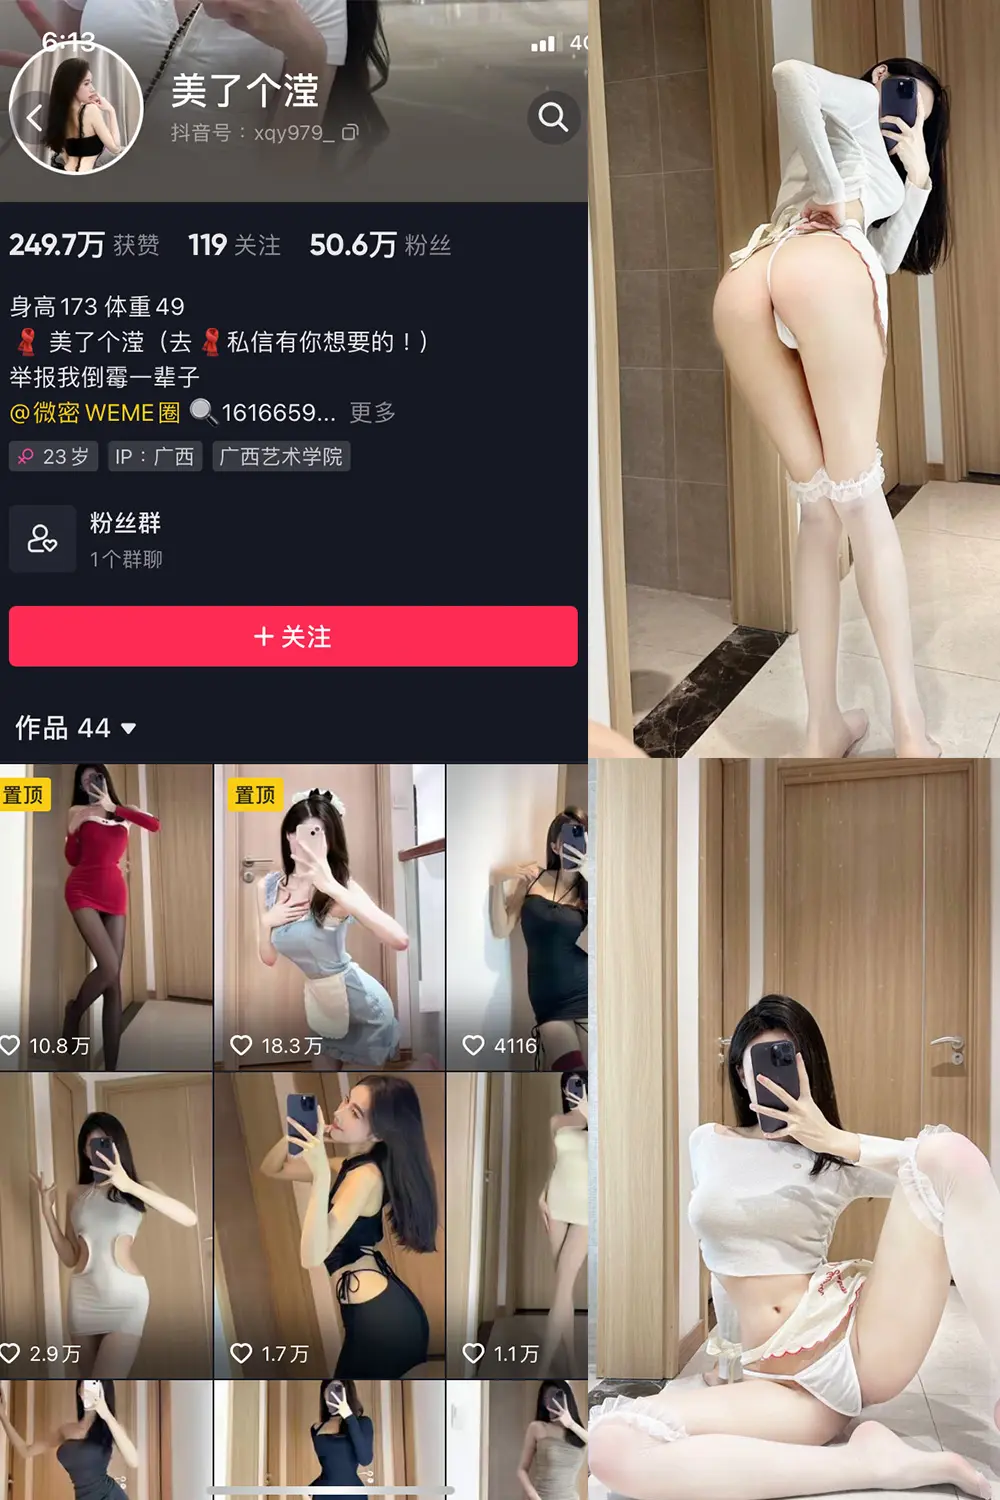 6:13
4G
美了个滢
抖音号：xqy979_
249.7万 获赞 119 关注 50.6万 粉丝
身高173 体重49
美了个滢（去 私信有你想要的！）
举报我倒霉一辈子
@微密 WEME圈 1616659... 更多
23岁 IP：广西 广西艺术学院
粉丝群
1个群聊
+ 关注
作品 44
置顶 置顶
10.8万 18.3万 4116
2.9万 1.7万 1.1万